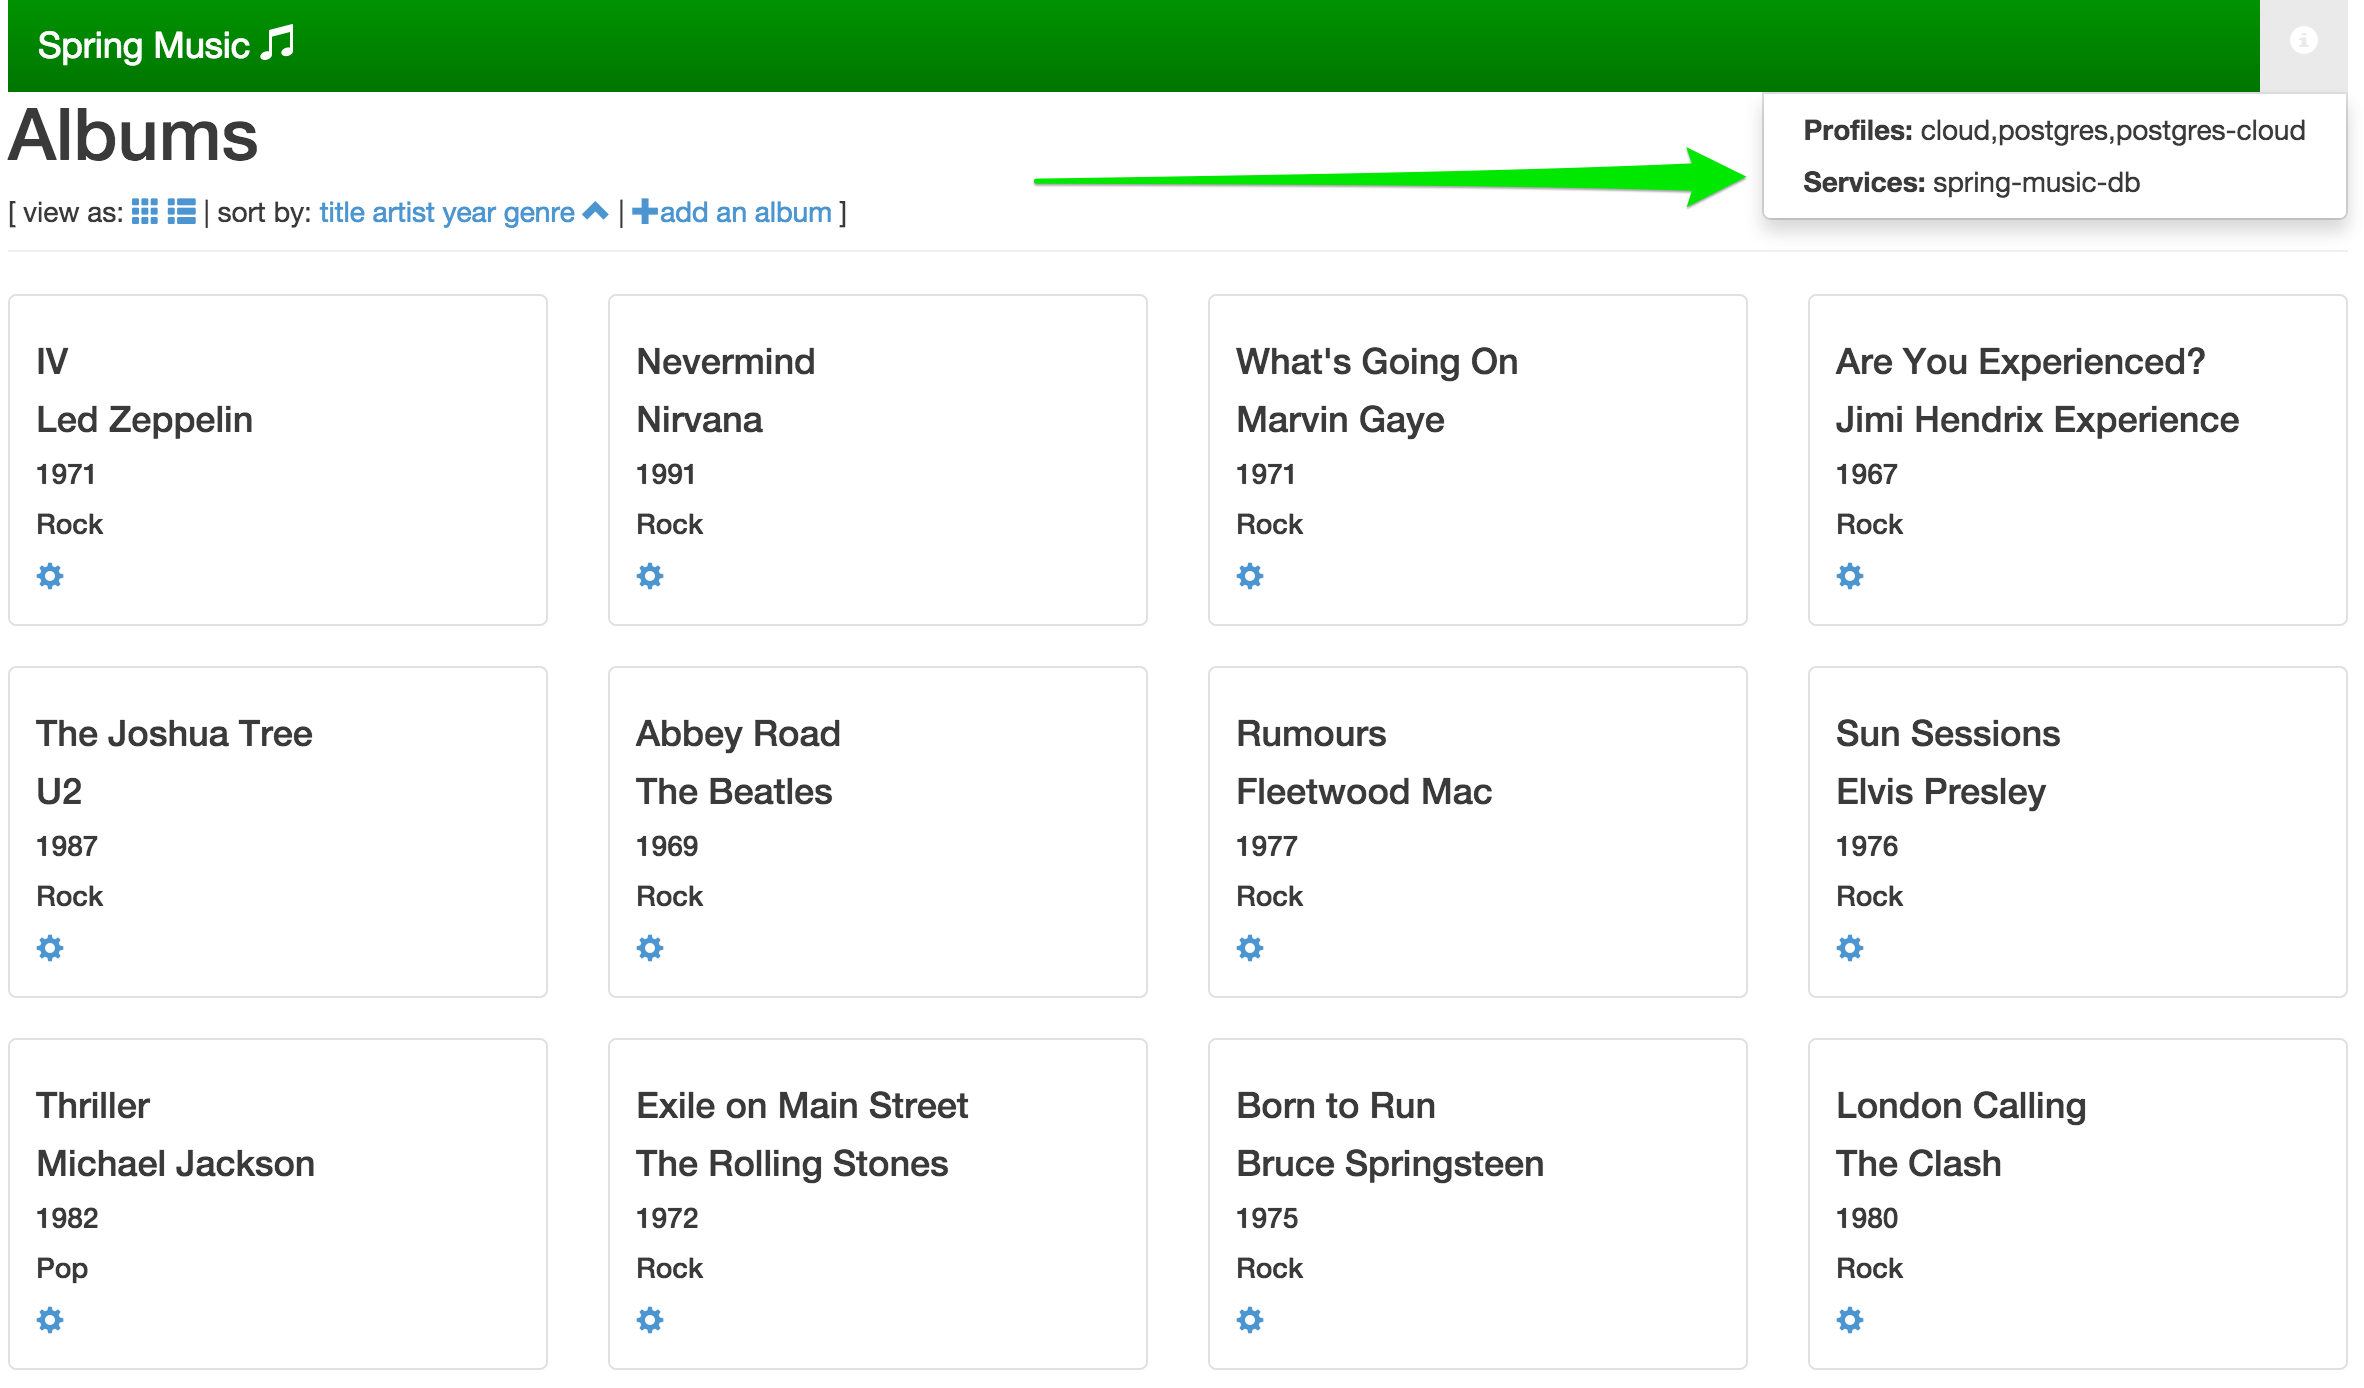 Spring Music
Profiles: cloud,postgres,postgres-cloud
Services: spring-music-db
Albums
[ view as: | sort by: title artist year genre | add an album ]
IV
Led Zeppelin
1971
Rock
Nevermind
Nirvana
1991
Rock
What's Going On
Marvin Gaye
1971
Rock
Are You Experienced?
Jimi Hendrix Experience
1967
Rock
The Joshua Tree
U2
1987
Rock
Abbey Road
The Beatles
1969
Rock
Rumours
Fleetwood Mac
1977
Rock
Sun Sessions
Elvis Presley
1976
Rock
Thriller
Michael Jackson
1982
Pop
Exile on Main Street
The Rolling Stones
1972
Rock
Born to Run
Bruce Springsteen
1975
Rock
London Calling
The Clash
1980
Rock